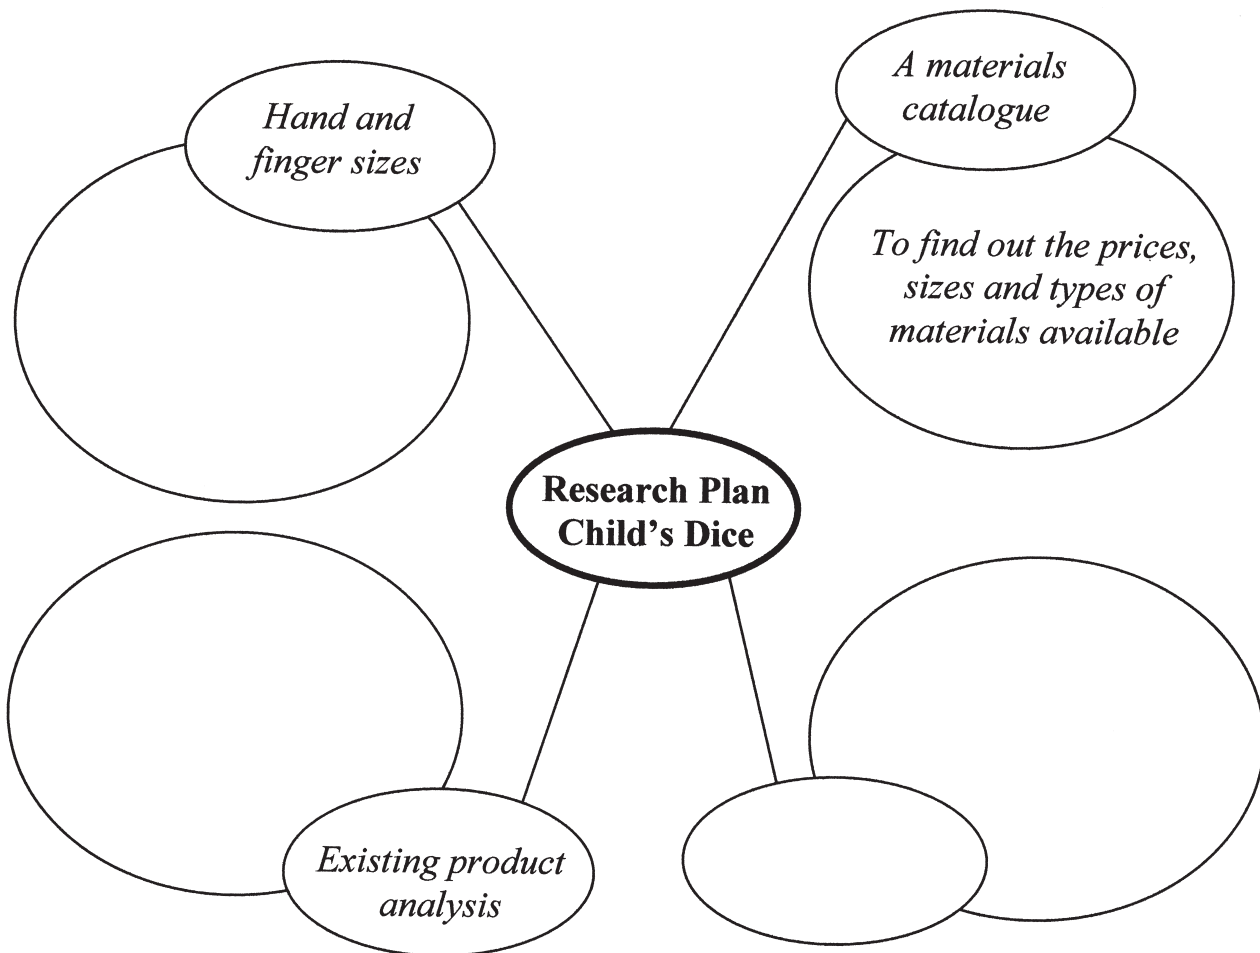 Hand and
finger sizes
A materials
catalogue
To find out the prices,
sizes and types of
materials available
Research Plan
Child's Dice
Existing product
analysis